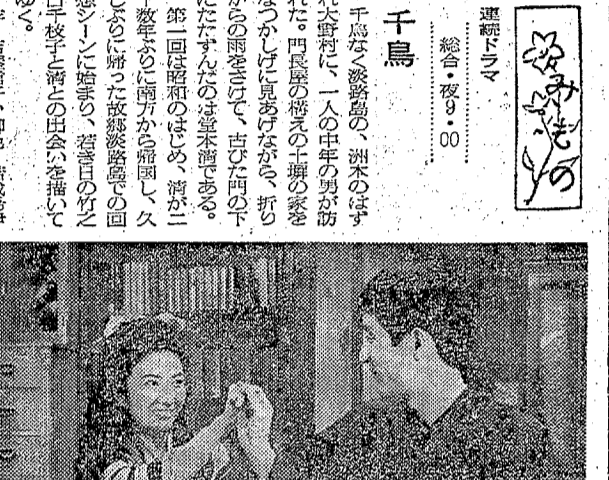 みもの
連続ドラマ
総合・夜9・00
千鳥
千鳥なく淡路島の、洲本のはず
れ大野村に、一人の中年の男が訪
れた。門長屋の構えの土塀の家を
なつかしげに見あげながら、折り
からの雨をさけて、古びた門の下
にたたずんだのは堂本清である。
第一回は昭和のはじめ、清が二
十数年ぶりに南方から帰国し、久
しぶりに帰った故郷淡路島での回
想シーンに始まり、若き日の竹之
内千枝子と清との出会いを描いて
ゆく。